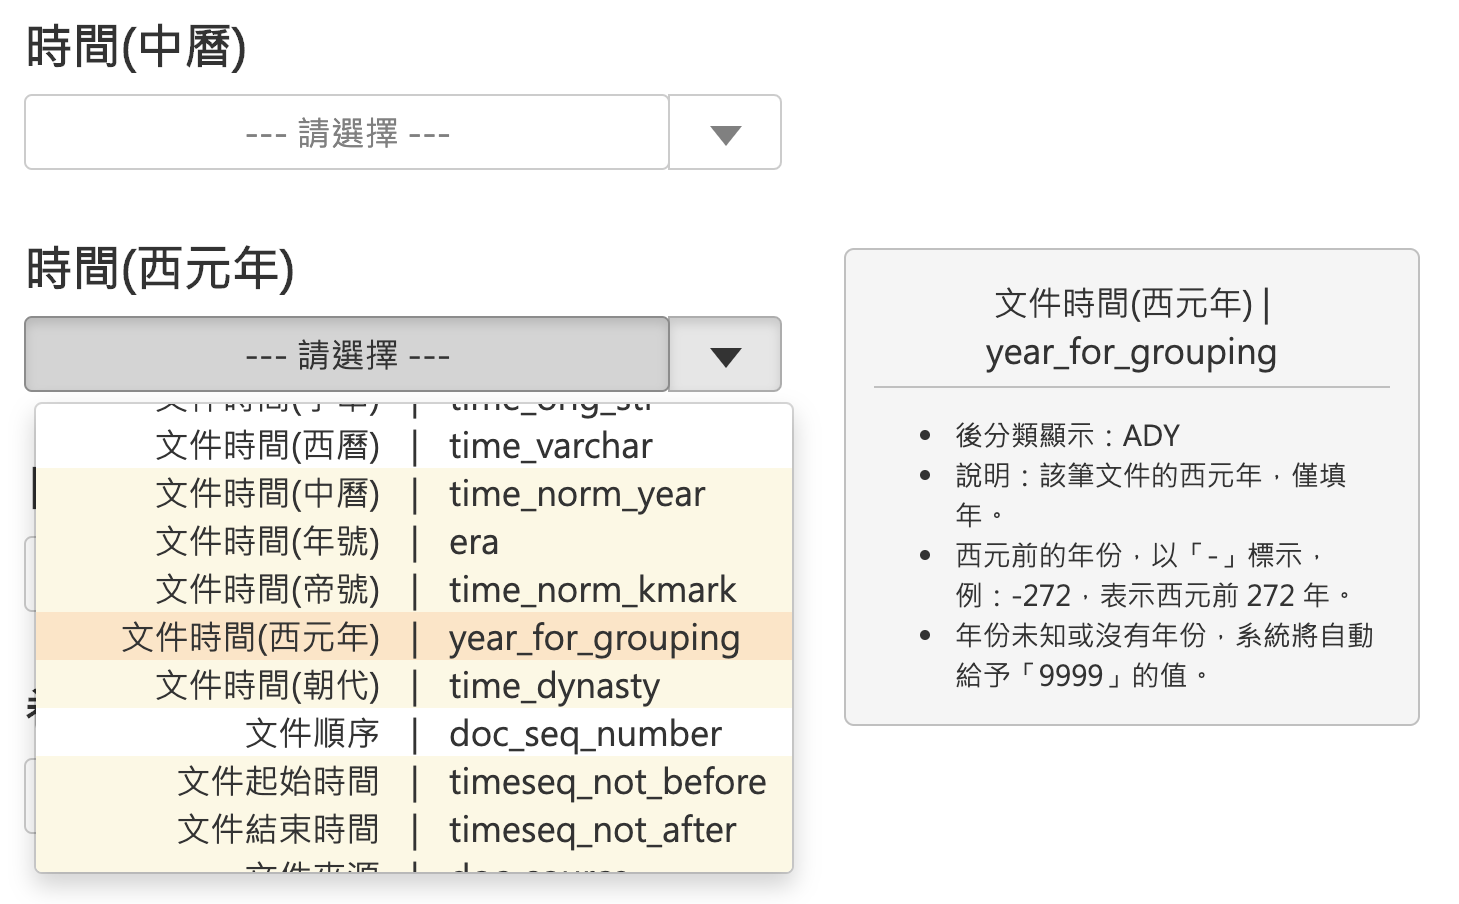 時間(中曆)
--- 請選擇 ---
時間(西元年)
--- 請選擇 ---
文件時間(西曆) | time_varchar
文件時間(中曆) | time_norm_year
文件時間(年號) | era
文件時間(帝號) | time_norm_kmark
文件時間(西元年) | year_for_grouping
文件時間(朝代) | time_dynasty
文件順序 | doc_seq_number
文件起始時間 | timeseq_not_before
文件結束時間 | timeseq_not_after
文件時間(西元年) |
year_for_grouping
• 後分類顯示：ADY
• 說明：該筆文件的西元年，僅填
年。
• 西元前的年份，以「-」標示，
例：-272，表示西元前 272 年。
• 年份未知或沒有年份，系統將自動
給予「9999」的值。